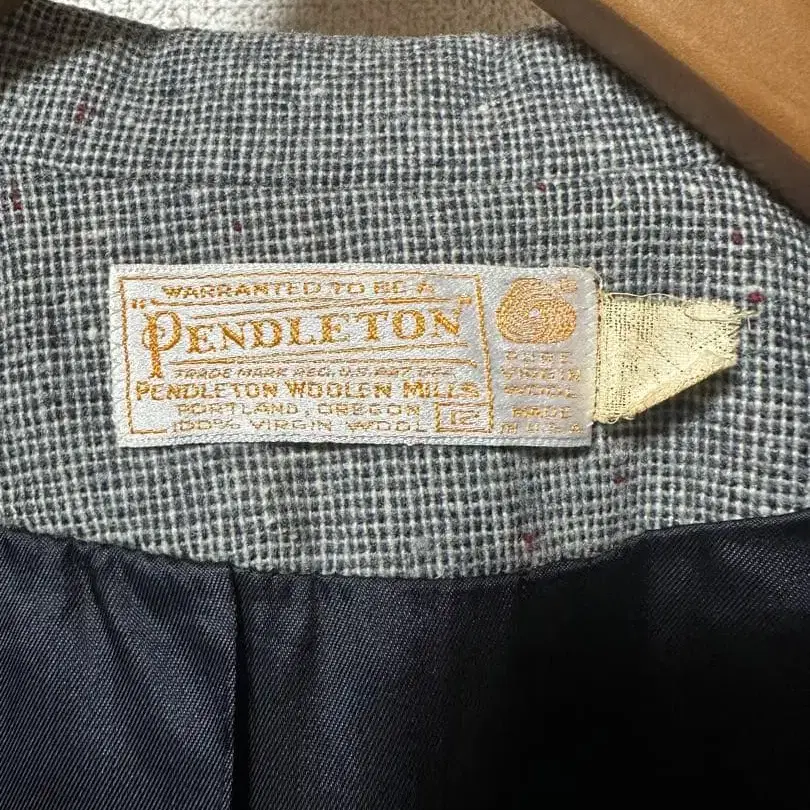 WARRANTED TO BE A
"PENDLETON"
TRADE MARK REG. U.S. PAT. OFF.
PENDLETON WOOLEN MILLS
PORTLAND, OREGON
100% VIRGIN WOOL
12
PURE
VIRGIN
WOOL
MADE
IN U.S.A.